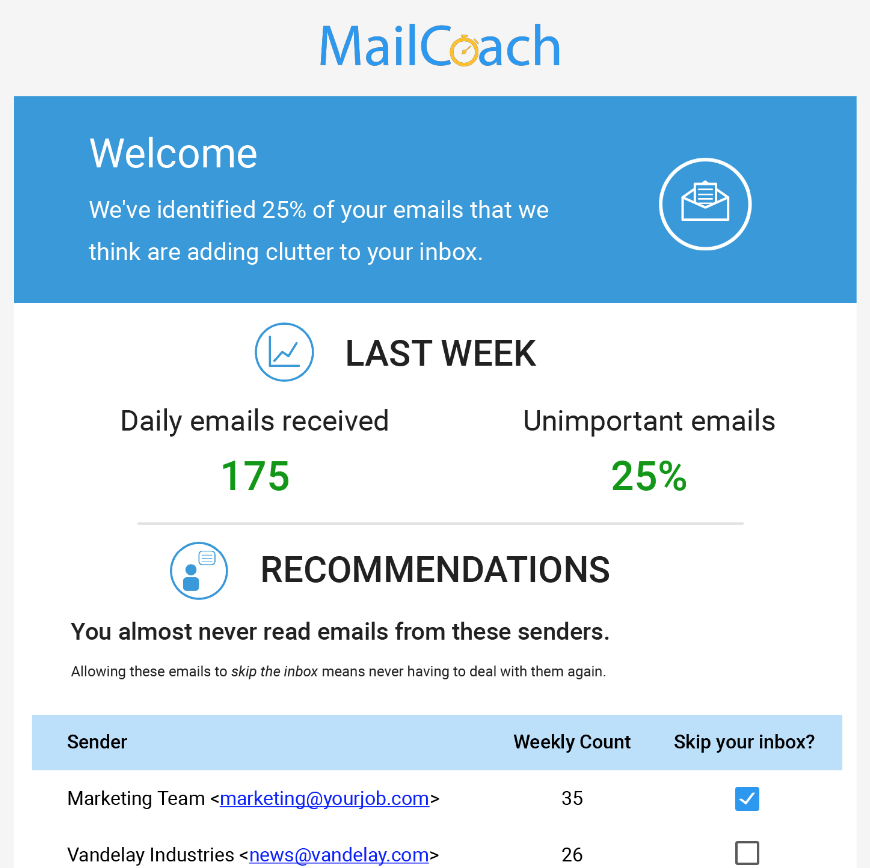 MailCoach
Welcome
We've identified 25% of your emails that we
think are adding clutter to your inbox.
LAST WEEK
Daily emails received
Unimportant emails
175
25%
RECOMMENDATIONS
You almost never read emails from these senders.
Allowing these emails to skip the inbox means never having to deal with them again.
Sender Weekly Count Skip your inbox?
Marketing Team <marketing@yourjob.com> 35
Vandelay Industries <news@vandelay.com> 26